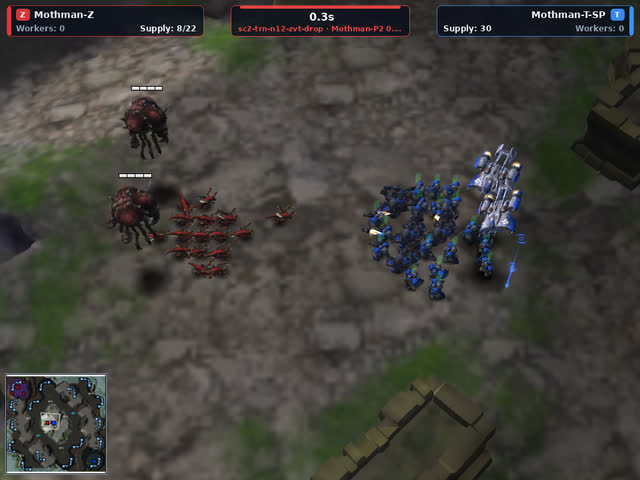 Z Mothman-Z
Workers: 0 Supply: 8/22
0.3s
sc2-trn-n12-zvt-drop · Mothman-P2 0....
Mothman-T-SP T
Supply: 30 Workers: 0